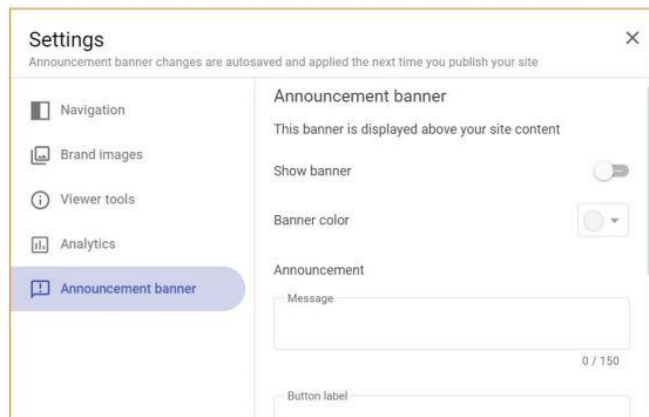 Settings
Announcement banner changes are autosaved and applied the next time you publish your site
Navigation
Brand images
Viewer tools
Analytics
Announcement banner
Announcement banner
This banner is displayed above your site content
Show banner
Banner color
Announcement
Message
0 / 150
Button label